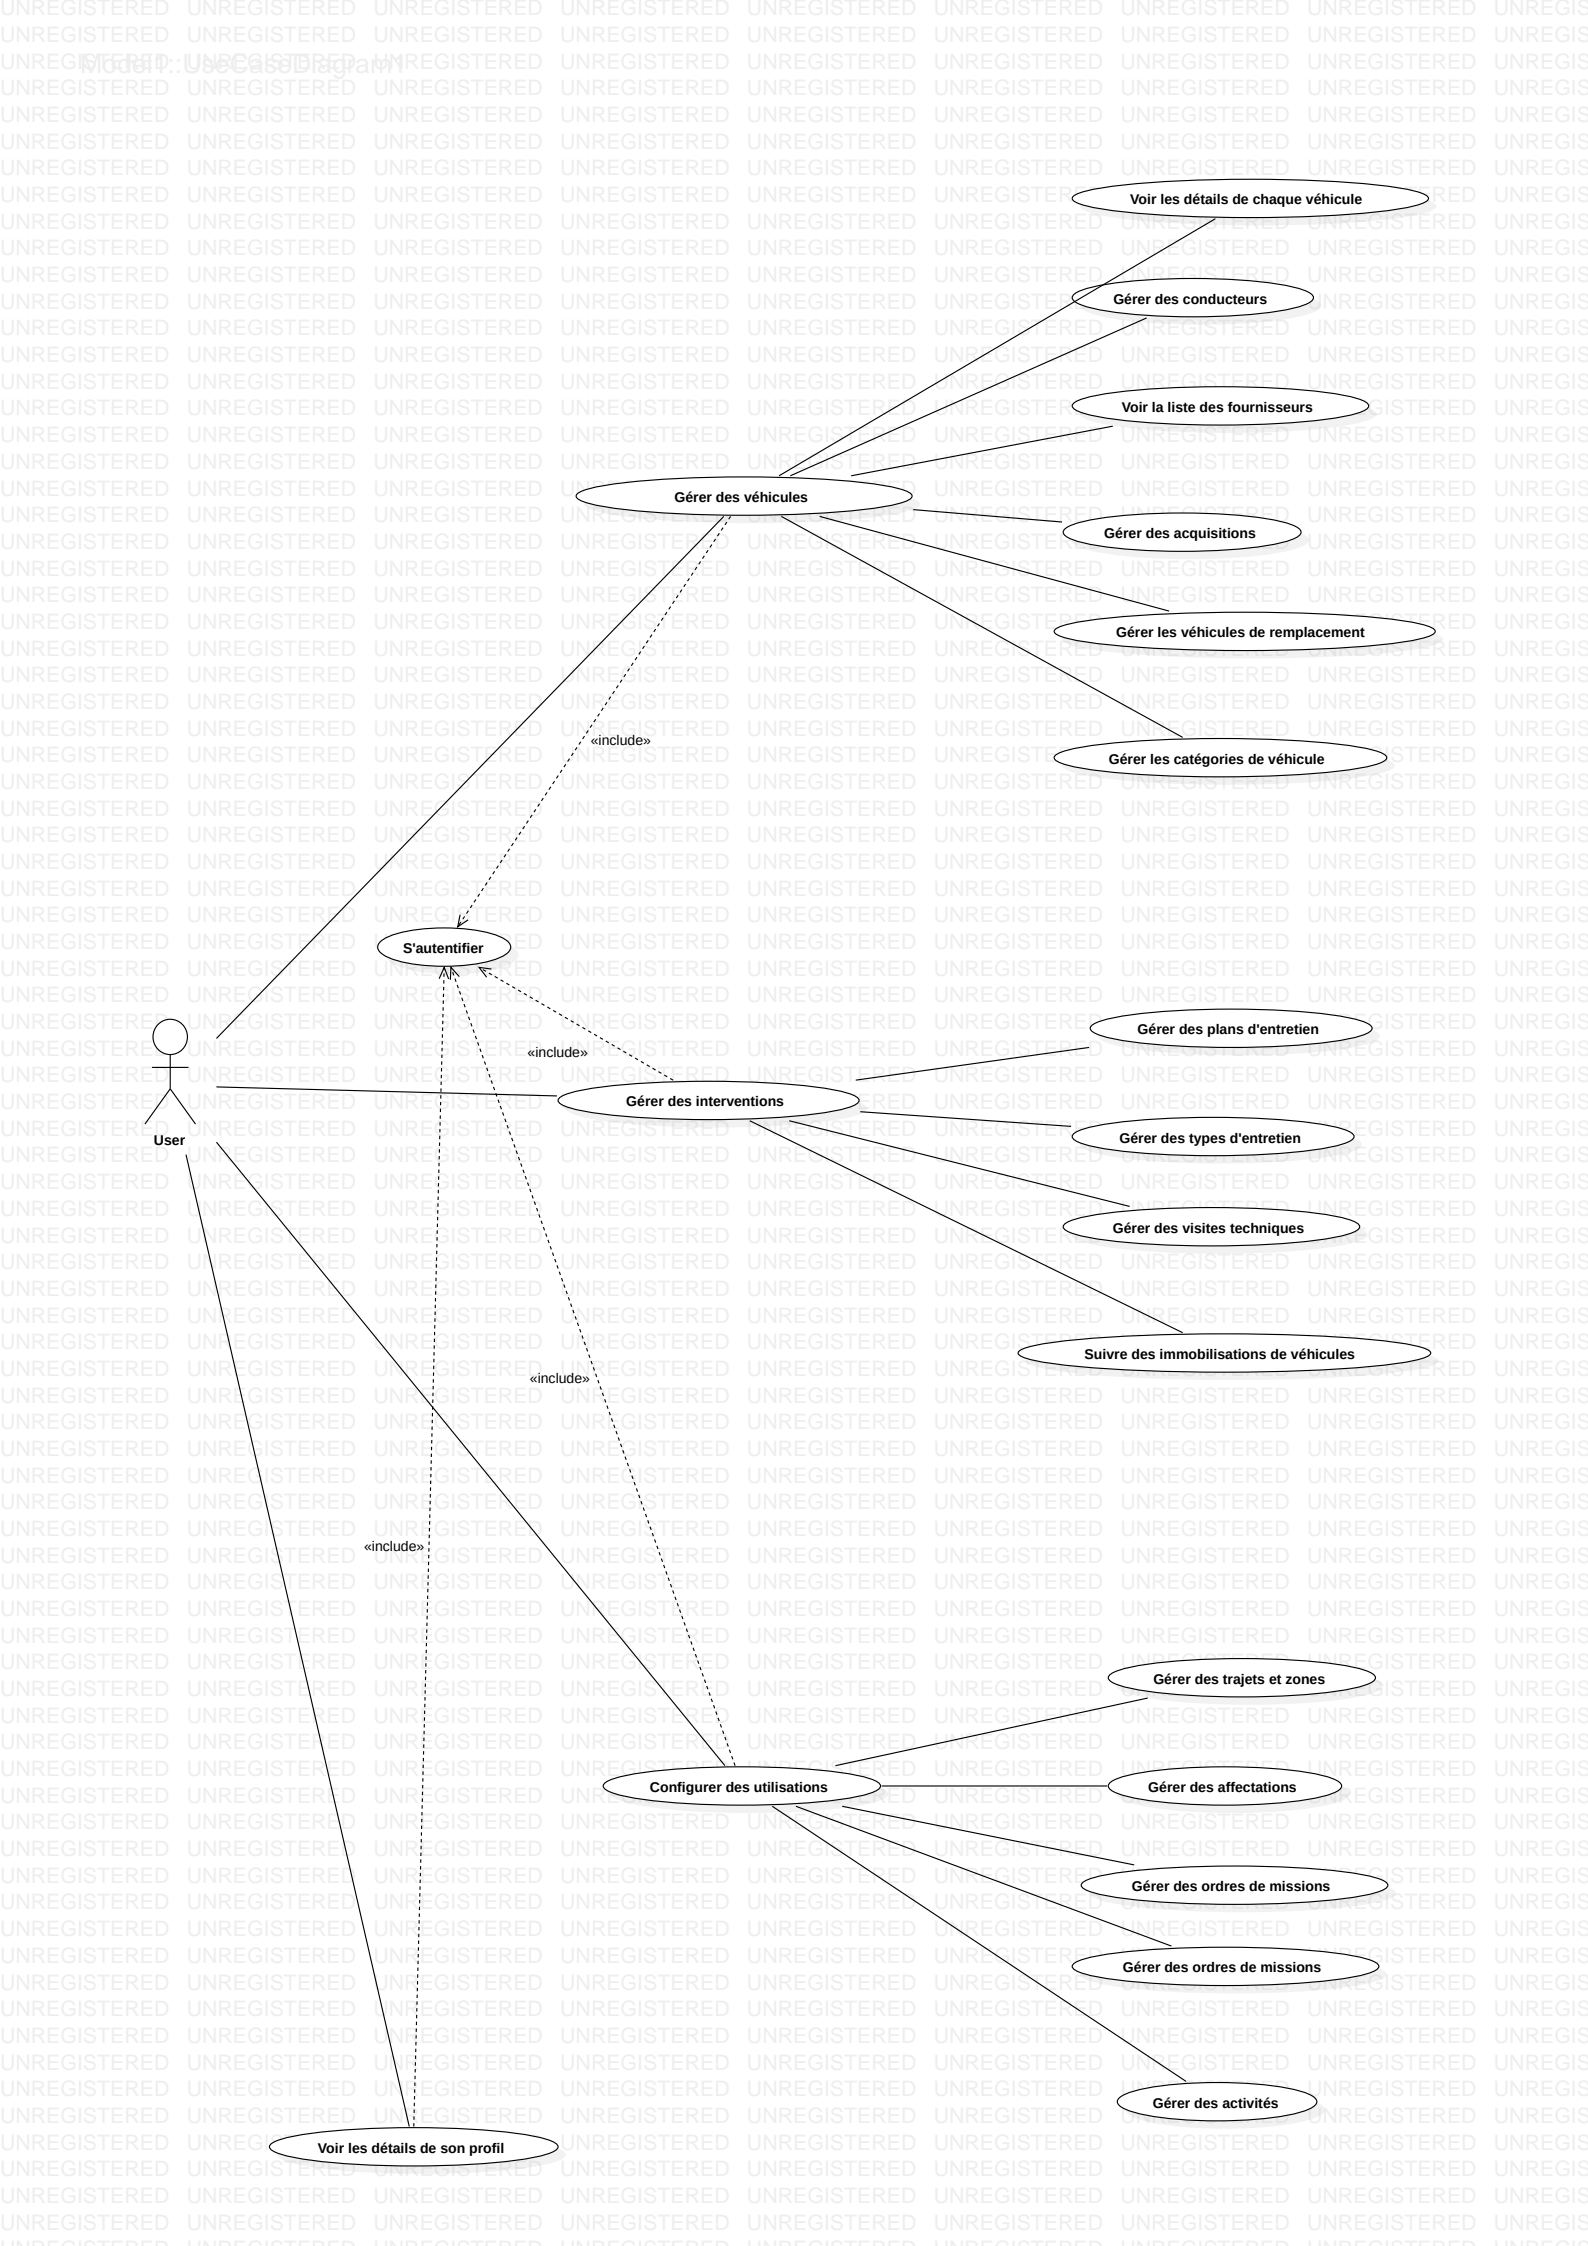 Model1::UseCaseDiagram1
Voir les détails de chaque véhicule
Gérer des conducteurs
Voir la liste des fournisseurs
Gérer des véhicules
Gérer des acquisitions
Gérer les véhicules de remplacement
«include»
Gérer les catégories de véhicule
S'autentifier
Gérer des plans d'entretien
«include»
Gérer des interventions
User
Gérer des types d'entretien
Gérer des visites techniques
Suivre des immobilisations de véhicules
«include»
«include»
Gérer des trajets et zones
Configurer des utilisations
Gérer des affectations
Gérer des ordres de missions
Gérer des ordres de missions
Gérer des activités
Voir les détails de son profil